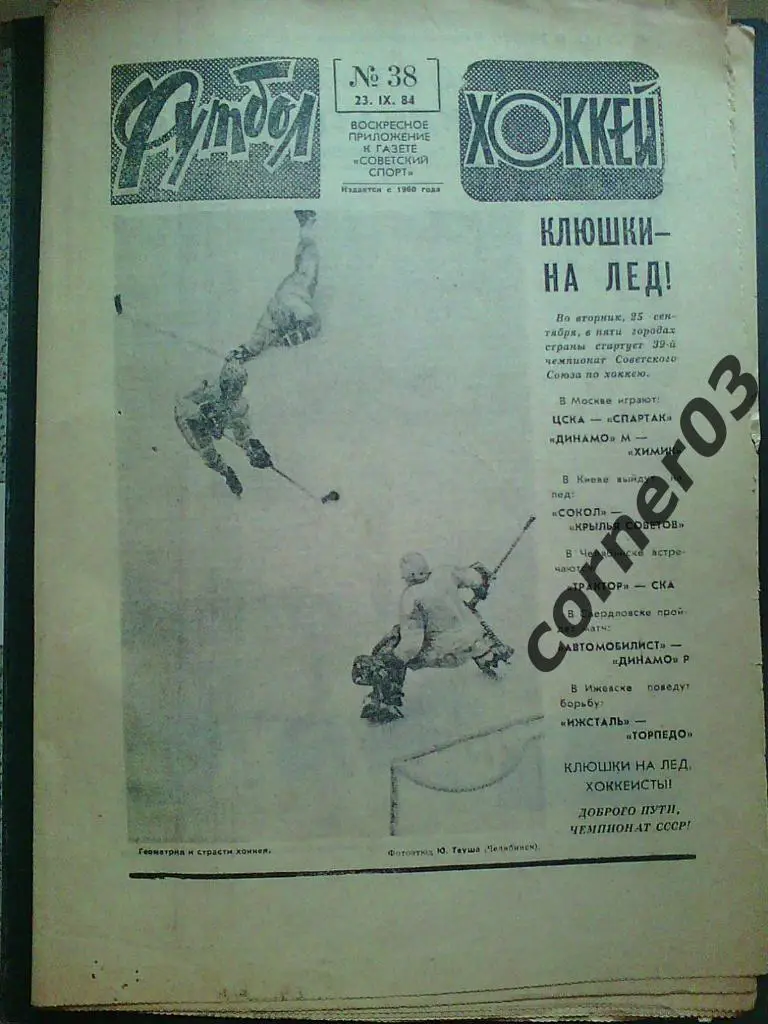 Футбол
№ 38
23. IX. 84
ВОСКРЕСНОЕ
ПРИЛОЖЕНИЕ
К ГАЗЕТЕ
«СОВЕТСКИЙ
СПОРТ»
Издается с 1960 года
ХОККЕЙ
КЛЮШКИ—
НА ЛЕД!
Во вторник, 25 сен-
тября, в пяти городах
страны стартует 39-й
чемпионат Советского
Союза по хоккею.
В Москве играют:
ЦСКА — «СПАРТАК»
«ДИНАМО» М —
«ХИМИК»
В Киеве выйдут на
лед:
«СОКОЛ» —
«КРЫЛЬЯ СОВЕТОВ»
В Челябинске встре-
чаются
«ТРАКТОР» — СКА
В Свердловске прой-
дет матч:
«АВТОМОБИЛИСТ» —
«ДИНАМО» Р
В Ижевске поведут
борьбу:
«ИЖСТАЛЬ» —
«ТОРПЕДО»
КЛЮШКИ НА ЛЕД,
ХОККЕИСТЫ!
ДОБРОГО ПУТИ,
ЧЕМПИОНАТ СССР!
Геометрия и страсти хоккея.
Фотоэтюд Ю. Теуша (Челябинск).
corner03